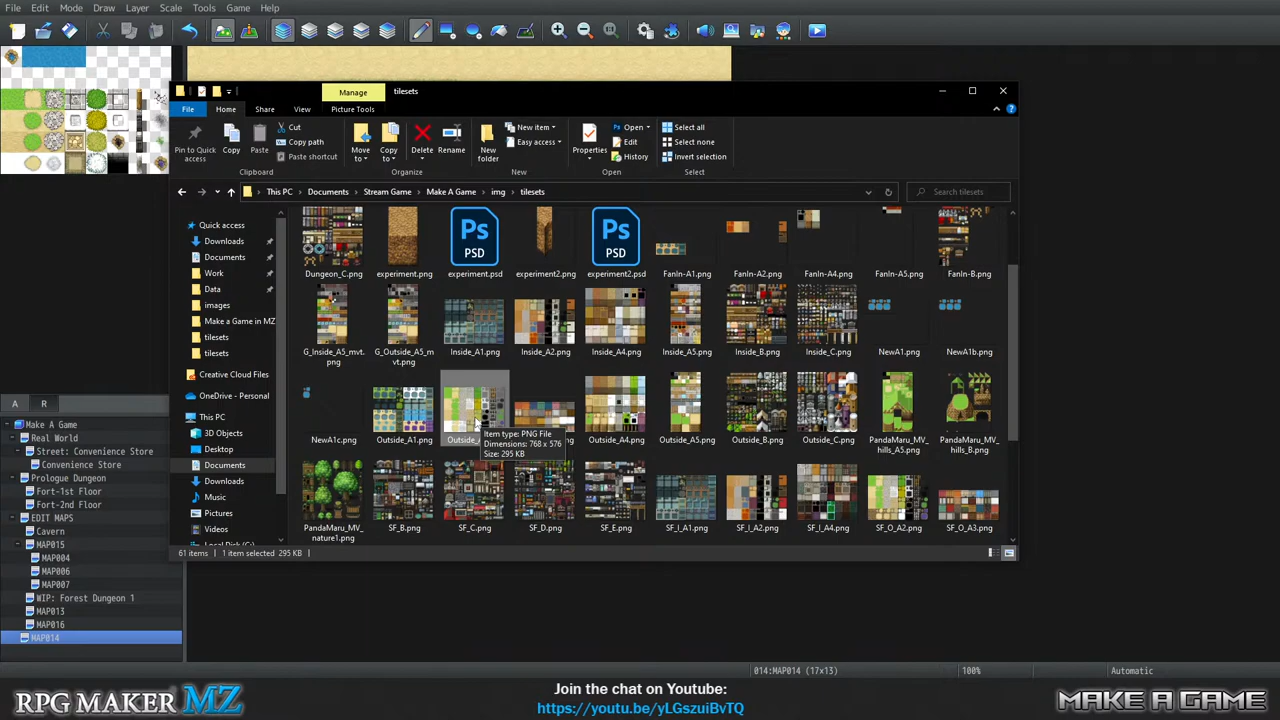 File Edit Mode Draw Layer Scale Tools Game Help
Manage
tilesets
File Home Share View Picture Tools
Pin to Quick access
Copy
Paste
Cut
Copy path
Paste shortcut
Clipboard
Move to
Copy to
Delete
Rename
Organize
New folder
New item
Easy access
New
Properties
Open
Edit
History
Open
Select all
Select none
Invert selection
Select
This PC > Documents > Stream Game > Make A Game > img > tilesets
Search tilesets
Quick access
Downloads
Documents
Work
Data
images
Make a Game in MZ
tilesets
tilesets
Creative Cloud Files
OneDrive - Personal
This PC
3D Objects
Desktop
Documents
Downloads
Music
Pictures
Videos
Ps PSD
Ps PSD
Dungeon_C.png experiment.png experiment.psd experiment2.png experiment2.psd FanIn-A1.png FanIn-A2.png FanIn-A4.png FanIn-A5.png FanIn-B.png
G_Inside_A5_mvt.png G_Outside_A5_mvt.png Inside_A1.png Inside_A2.png Inside_A4.png Inside_A5.png Inside_B.png Inside_C.png NewA1.png NewA1b.png
NewA1c.png Outside_A1.png Outside_ Outside_A4.png Outside_A5.png Outside_B.png Outside_C.png PandaMaru_MV_hills_A5.png PandaMaru_MV_hills_B.png
Item type: PNG File
Dimensions: 768 x 576
Size: 295 KB
PandaMaru_MV_nature1.png SF_B.png SF_C.png SF_D.png SF_E.png SF_I_A1.png SF_I_A2.png SF_I_A4.png SF_O_A2.png SF_O_A3.png
61 items 1 item selected 295 KB
A R
Make A Game
Real World
Street: Convenience Store
Convenience Store
Prologue Dungeon
Fort-1st Floor
Fort-2nd Floor
EDIT MAPS
Cavern
MAP015
MAP004
MAP006
MAP007
WIP: Forest Dungeon 1
MAP013
MAP016
MAP014
014:MAP014 (17x13) 100% Automatic
RPG MAKER MZ
Join the chat on Youtube:
https://youtu.be/yLGszuiBvTQ
MAKE A GAME